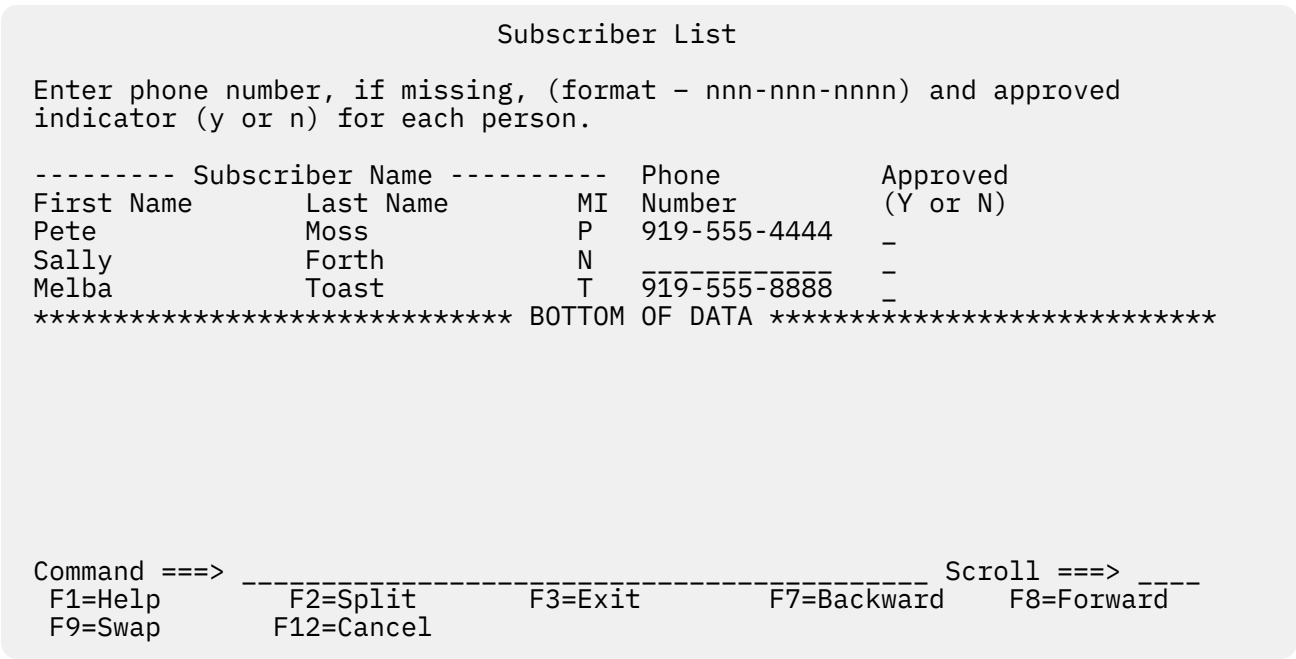 Subscriber List
Enter phone number, if missing, (format – nnn-nnn-nnnn) and approved
indicator (y or n) for each person.
--------- Subscriber Name ---------- Phone Approved
First Name Last Name MI Number (Y or N)
Pete Moss P 919-555-4444 _
Sally Forth N ____________ _
Melba Toast T 919-555-8888 _
****************************** BOTTOM OF DATA ****************************
Command ===> ___________________________________________ Scroll ===> ____
F1=Help F2=Split F3=Exit F7=Backward F8=Forward
F9=Swap F12=Cancel